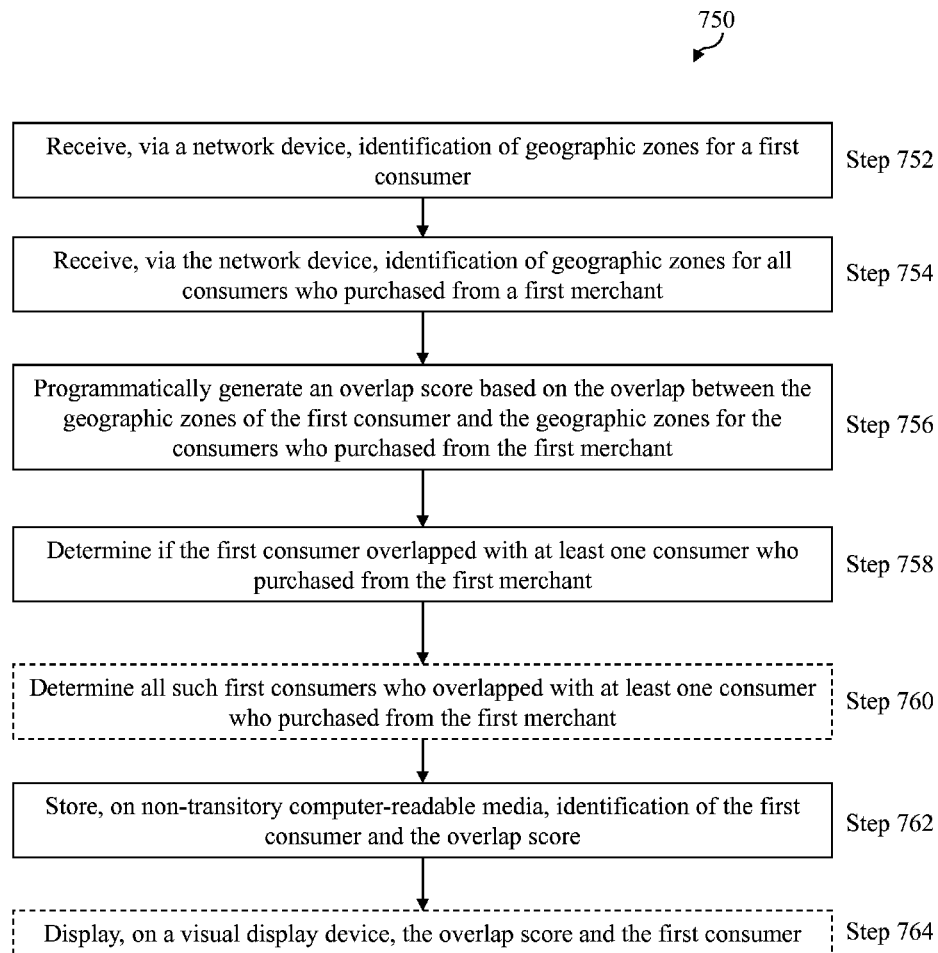 750
Receive, via a network device, identification of geographic zones for a first
consumer
Step 752
Receive, via the network device, identification of geographic zones for all
consumers who purchased from a first merchant
Step 754
Programmatically generate an overlap score based on the overlap between the
geographic zones of the first consumer and the geographic zones for the
consumers who purchased from the first merchant
Step 756
Determine if the first consumer overlapped with at least one consumer who
purchased from the first merchant
Step 758
Determine all such first consumers who overlapped with at least one consumer
who purchased from the first merchant
Step 760
Store, on non-transitory computer-readable media, identification of the first
consumer and the overlap score
Step 762
Display, on a visual display device, the overlap score and the first consumer
Step 764